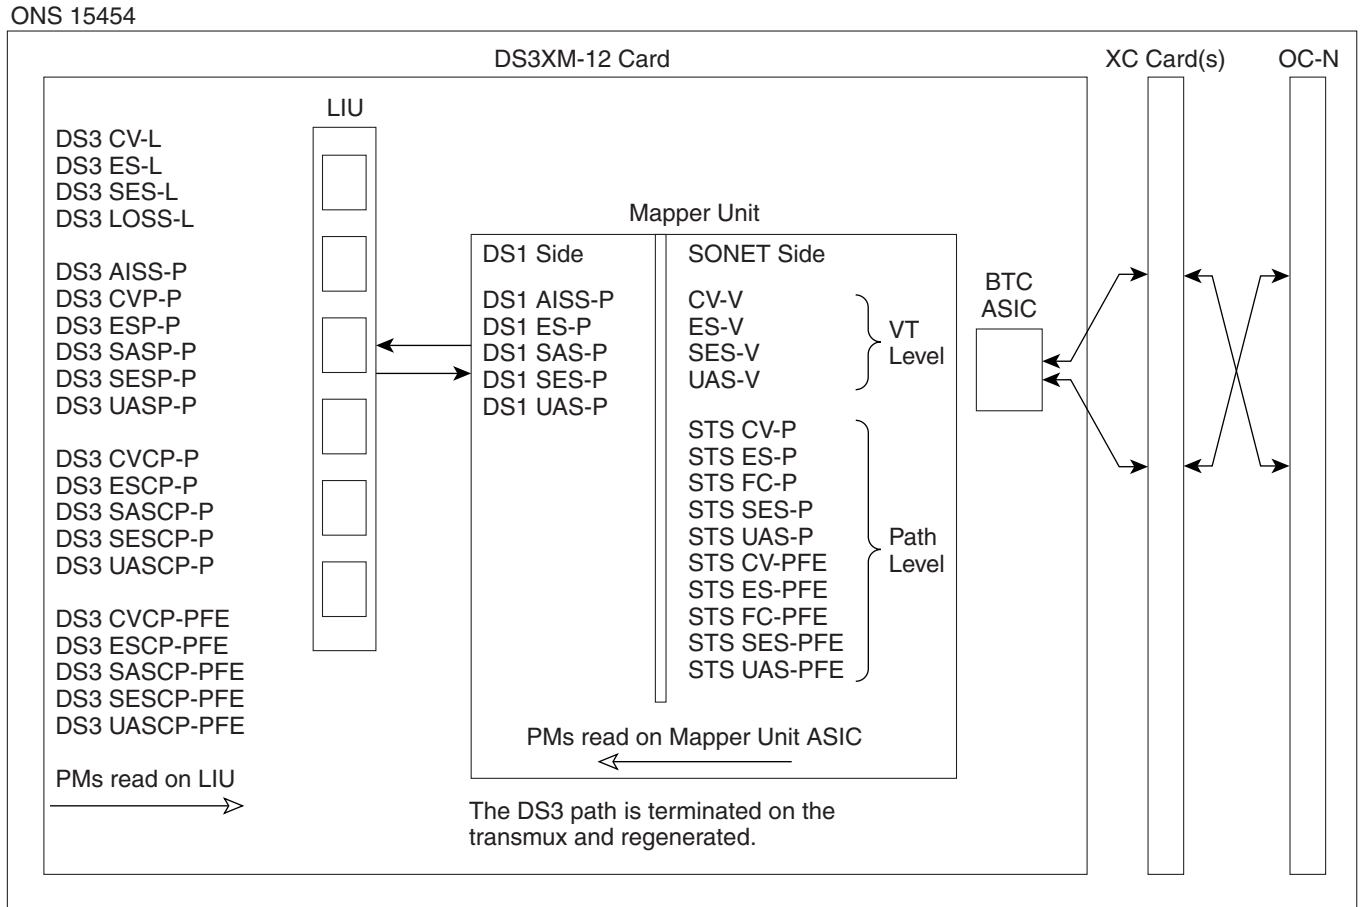 ONS 15454
DS3XM-12 Card
XC Card(s)
OC-N
LIU
DS3 CV-L
DS3 ES-L
DS3 SES-L
DS3 LOSS-L
DS3 AISS-P
DS3 CVP-P
DS3 ESP-P
DS3 SASP-P
DS3 SESP-P
DS3 UASP-P
DS3 CVCP-P
DS3 ESCP-P
DS3 SASCP-P
DS3 SESCP-P
DS3 UASCP-P
DS3 CVCP-PFE
DS3 ESCP-PFE
DS3 SASCP-PFE
DS3 SESCP-PFE
DS3 UASCP-PFE
PMs read on LIU
Mapper Unit
DS1 Side
DS1 AISS-P
DS1 ES-P
DS1 SAS-P
DS1 SES-P
DS1 UAS-P
SONET Side
CV-V
ES-V
SES-V
UAS-V
VT
Level
STS CV-P
STS ES-P
STS FC-P
STS SES-P
STS UAS-P
STS CV-PFE
STS ES-PFE
STS FC-PFE
STS SES-PFE
STS UAS-PFE
Path
Level
PMs read on Mapper Unit ASIC
The DS3 path is terminated on the
transmux and regenerated.
BTC
ASIC